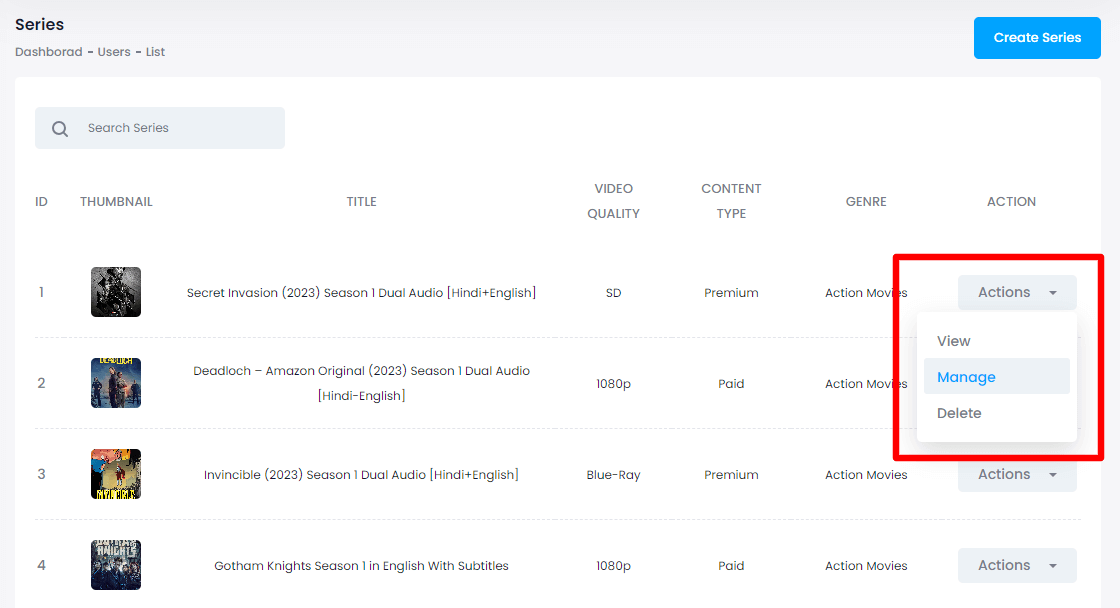 Series
Create Series
Dashborad - Users - List
Search Series
ID THUMBNAIL TITLE VIDEO QUALITY CONTENT TYPE GENRE ACTION
1 Secret Invasion (2023) Season 1 Dual Audio [Hindi+English] SD Premium Action Movies Actions
View
Manage
Delete
2 Deadloch – Amazon Original (2023) Season 1 Dual Audio
[Hindi-English] 1080p Paid Action Movies
DEADLOCH
3 Invincible (2023) Season 1 Dual Audio [Hindi+English] Blue-Ray Premium Action Movies Actions
4 Gotham Knights Season 1 in English With Subtitles 1080p Paid Action Movies Actions
KNIGHTS